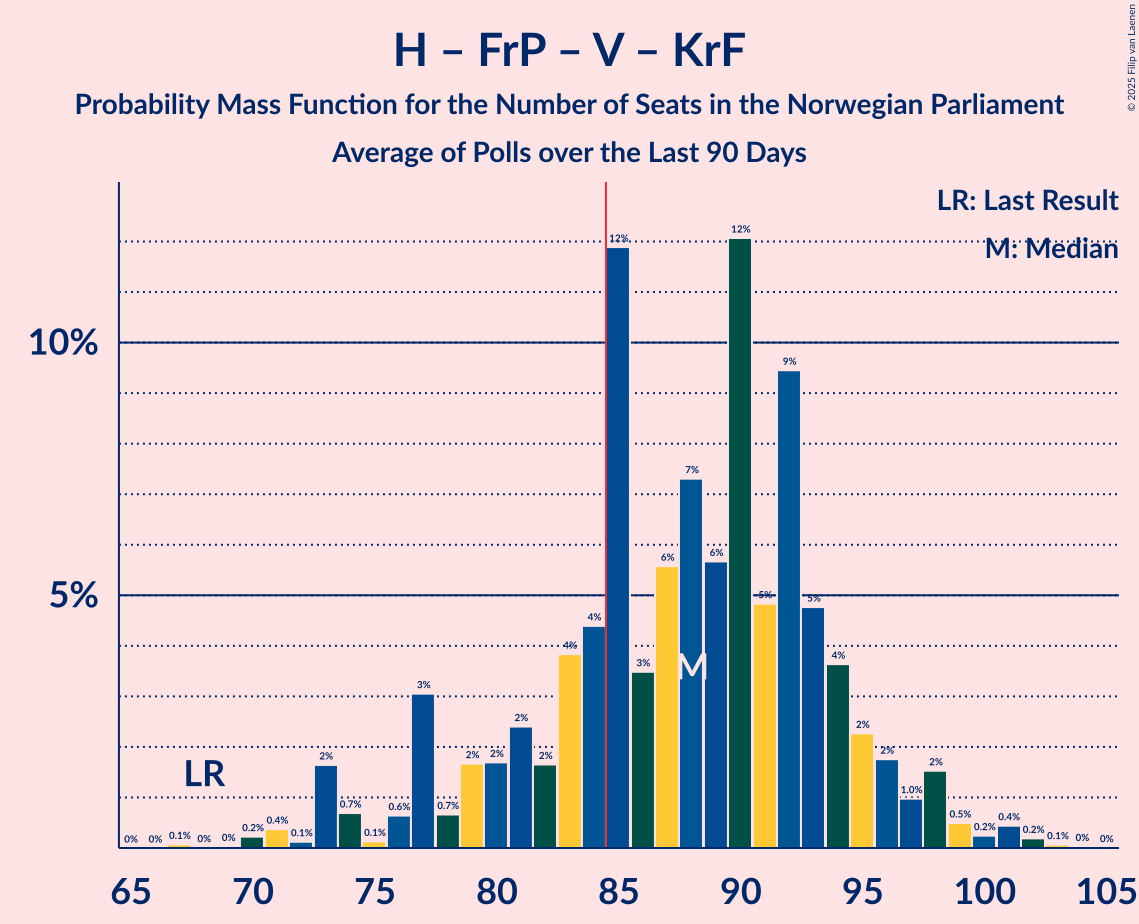 © 2025 Filip van Laenen
H – FrP – V – KrF
Probability Mass Function for the Number of Seats in the Norwegian Parliament
Average of Polls over the Last 90 Days
LR: Last Result
M: Median
10%
5%
LR
M
0% 0% 0.1% 0% 0% 0.2% 0.4% 0.1% 2% 0.7% 0.1% 0.6% 3% 0.7% 2% 2% 2% 2% 4% 4% 12% 3% 6% 7% 6% 12% 5% 9% 5% 4% 2% 2% 1.0% 2% 0.5% 0.2% 0.4% 0.2% 0.1% 0% 0%
65 70 75 80 85 90 95 100 105